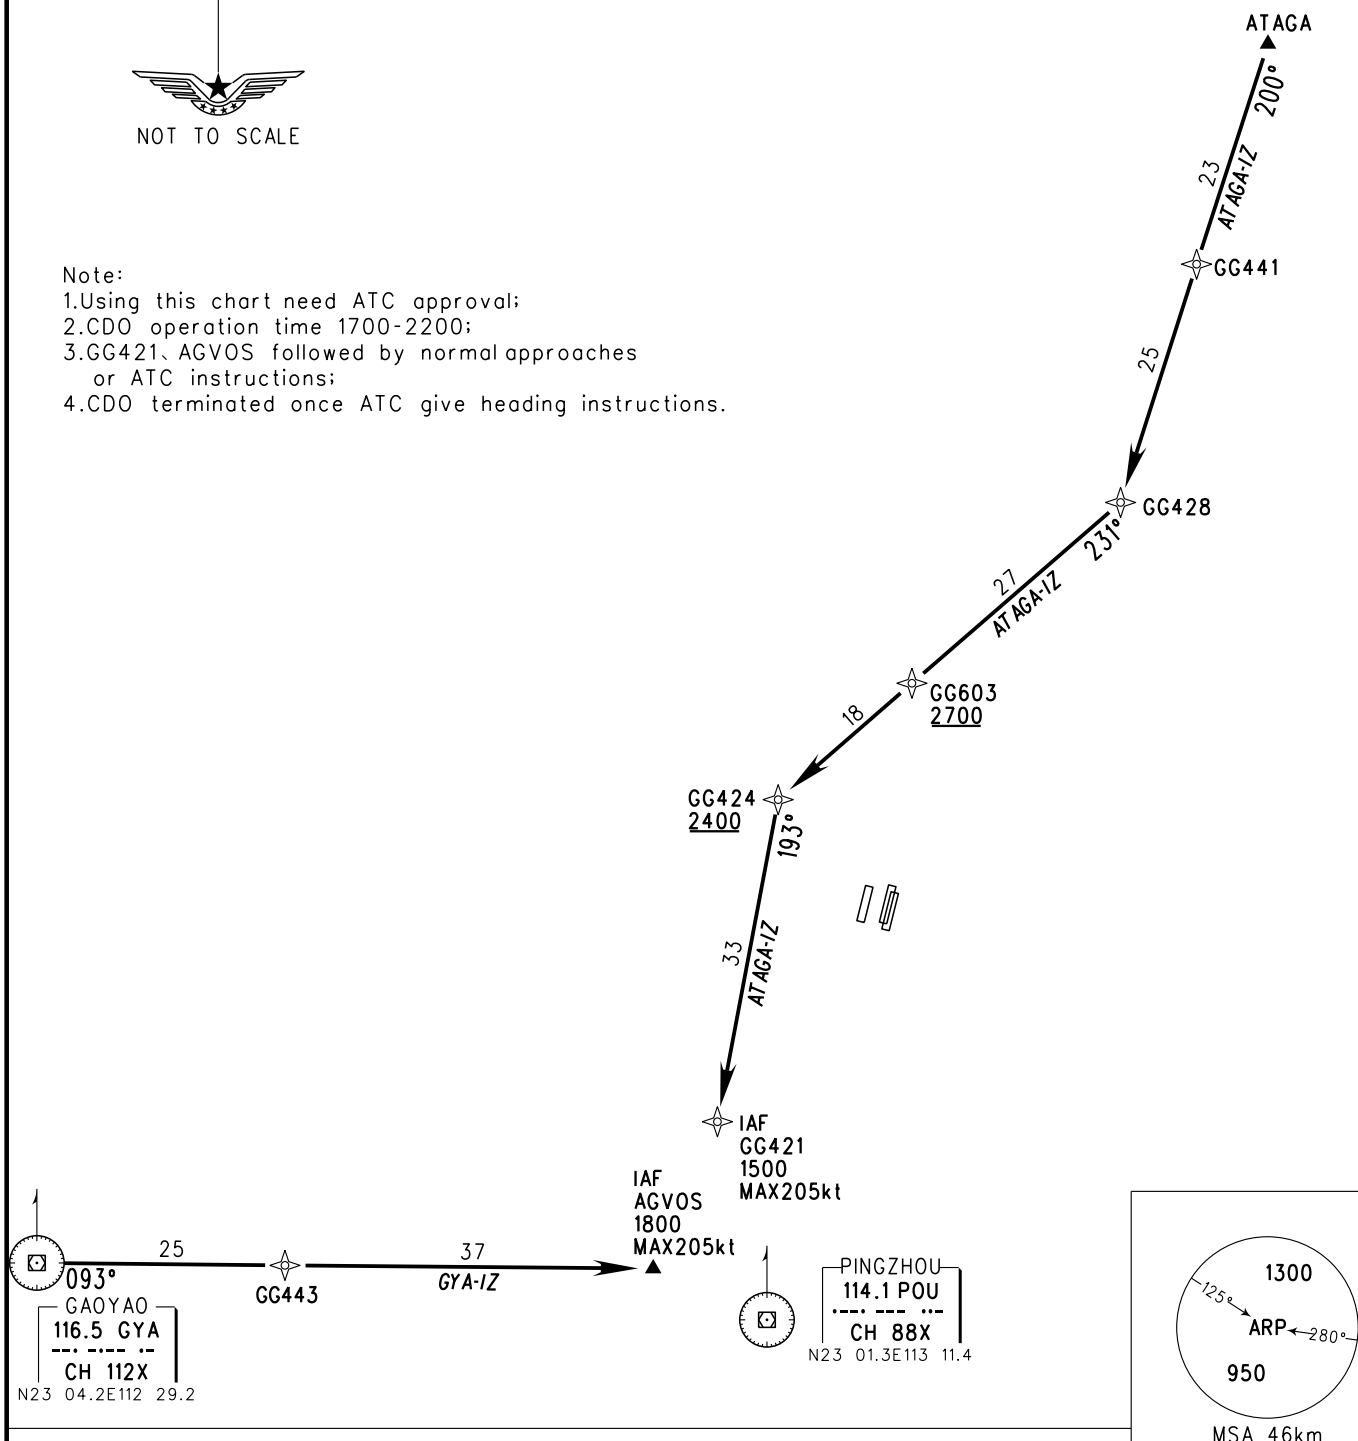 ATAGA
200°
NOT TO SCALE
23
ATAGA-1Z
GG441
Note:
1.Using this chart need ATC approval;
2.CDO operation time 1700-2200;
3.GG421、AGVOS followed by normal approaches
or ATC instructions;
4.CDO terminated once ATC give heading instructions.
25
GG428
231°
27
ATAGA-1Z
GG603
2700
18
GG424
2400
193°
33
ATAGA-1Z
IAF
GG421
1500
MAX205kt
IAF
AGVOS
1800
MAX205kt
25
37
093°
GG443
GYA-1Z
GAOYAO
116.5 GYA
--. -.-- .-
CH 112X
N23 04.2E112 29.2
PINGZHOU
114.1 POU
.--. --- ..-
CH 88X
N23 01.3E113 11.4
1300
125°
ARP
280°
950
MSA 46km